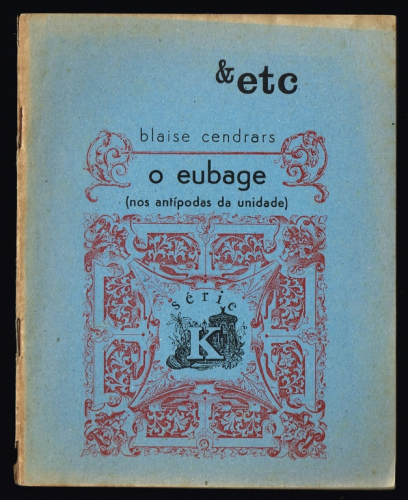 &etc
blaise cendrars
o eubage
(nos antípodas da unidade)
série
K